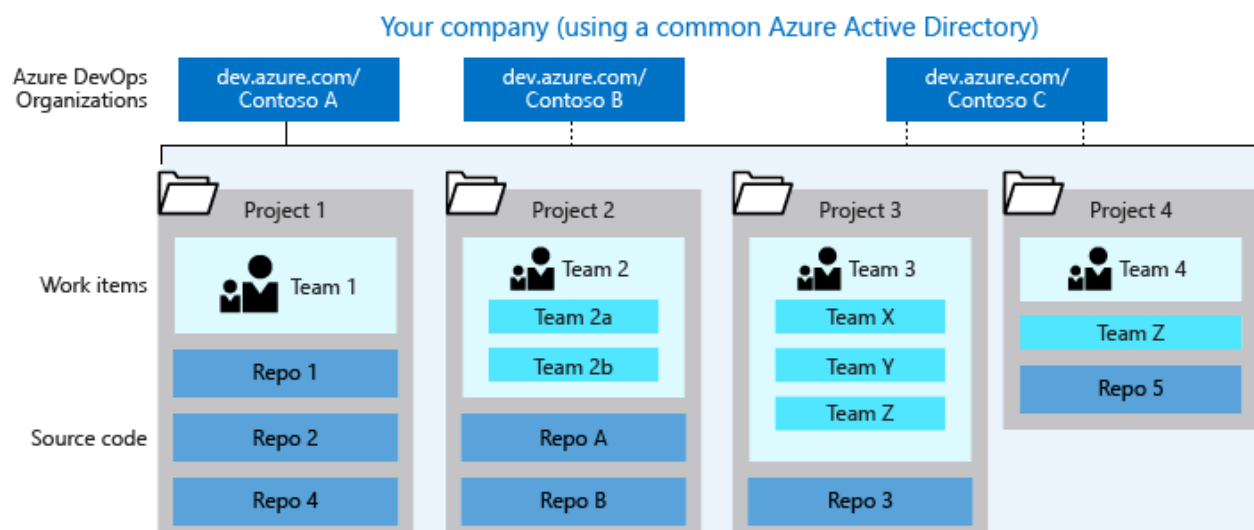 Your company (using a common Azure Active Directory)
Azure DevOps
Organizations
dev.azure.com/
Contoso A
dev.azure.com/
Contoso B
dev.azure.com/
Contoso C
Project 1
Project 2
Project 3
Project 4
Work items
Team 1
Team 2
Team 2a
Team 2b
Team 3
Team X
Team Y
Team Z
Team 4
Team Z
Source code
Repo 1
Repo 2
Repo 4
Repo A
Repo B
Repo 3
Repo 5